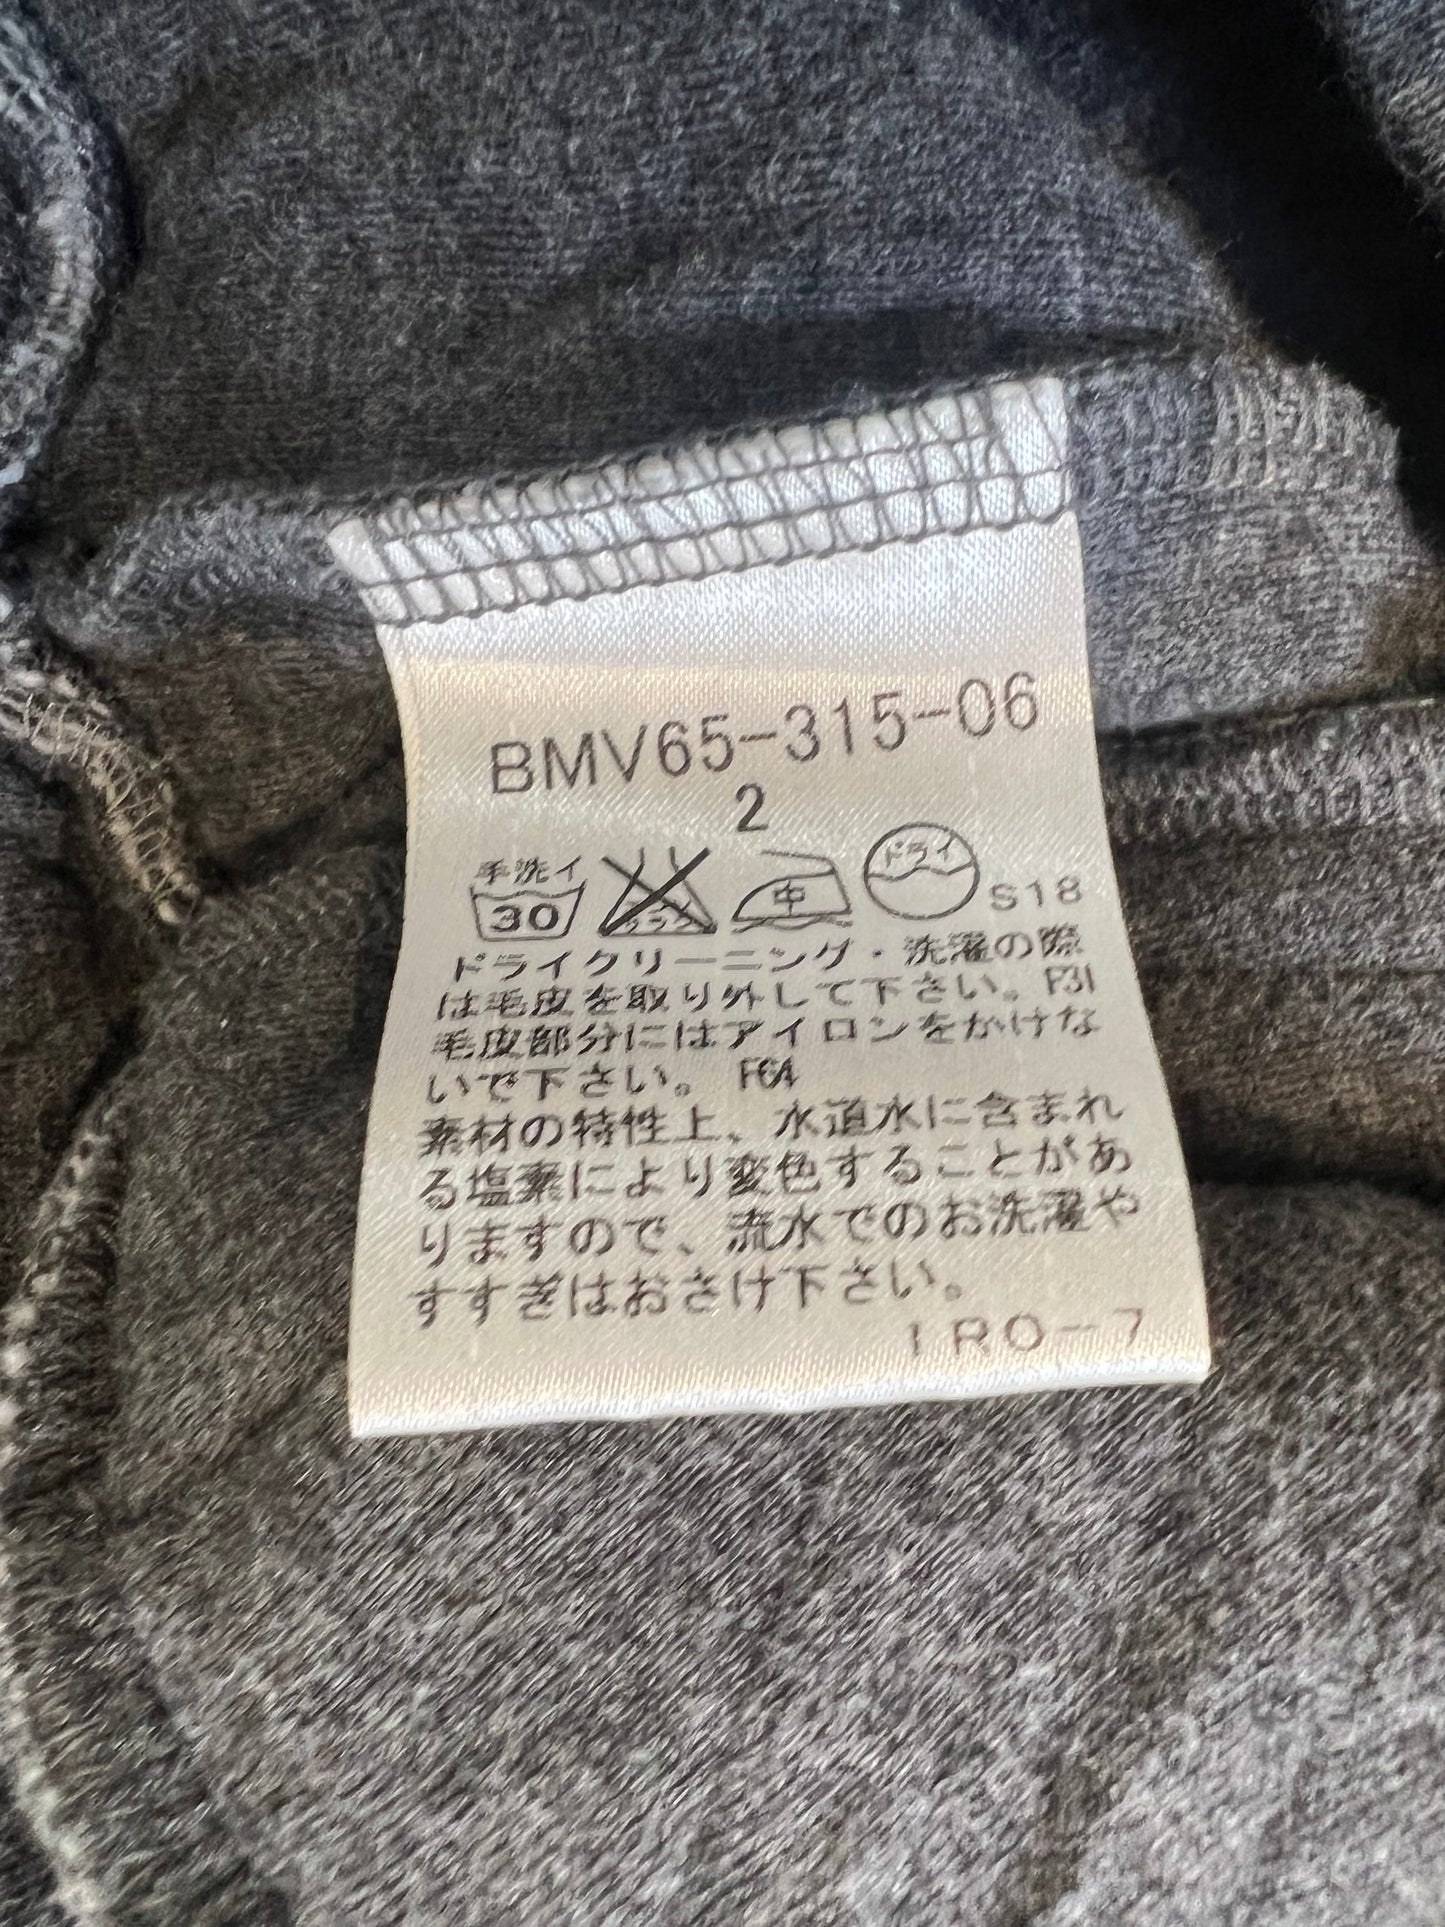 BMV65-315-06
2
手洗イ
30 中 ドライ S18
ドライクリーニング・洗濯の際
は毛皮を取り外して下さい。F31
毛皮部分にはアイロンをかけな
いで下さい。 F64
素材の特性上、水道水に含まれ
る塩素により変色することがあ
りますので、流水でのお洗濯や
すすぎはおさけ下さい。
IRO-7